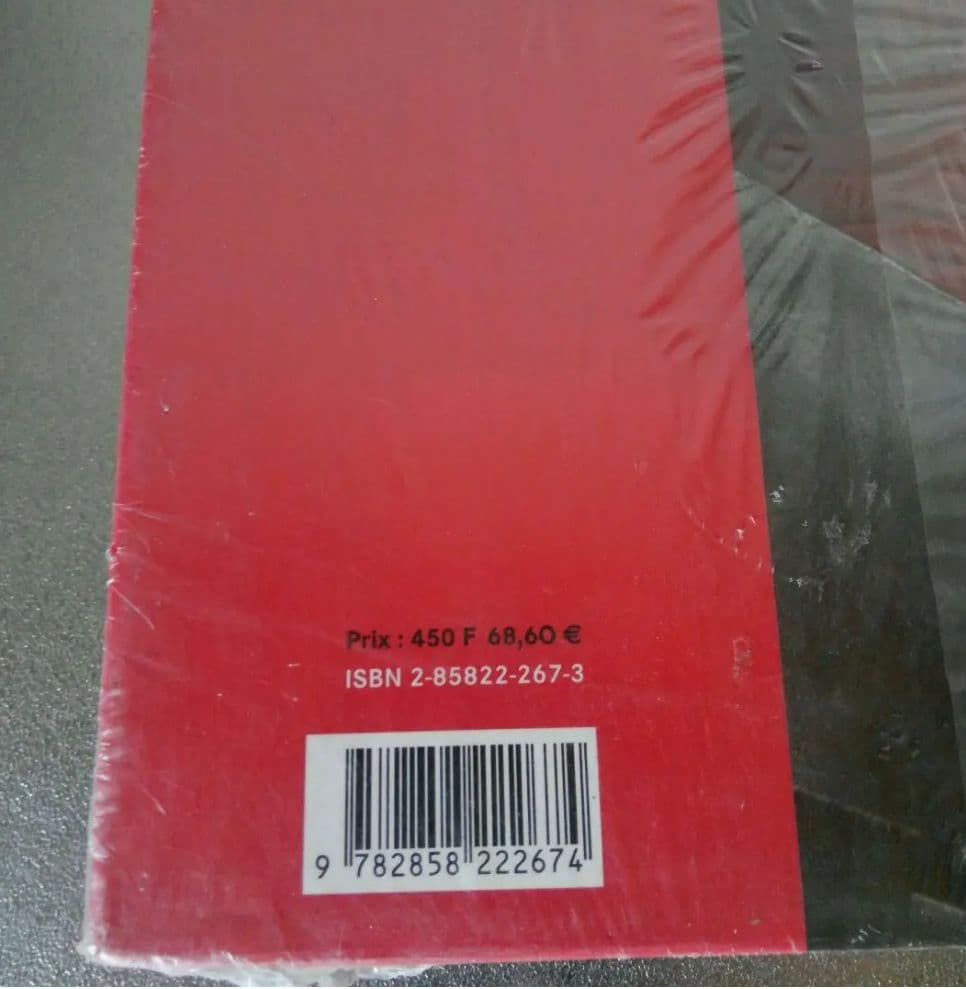 Prix : 450 F 68,60 €
ISBN 2-85822-267-3
9 782858 222674